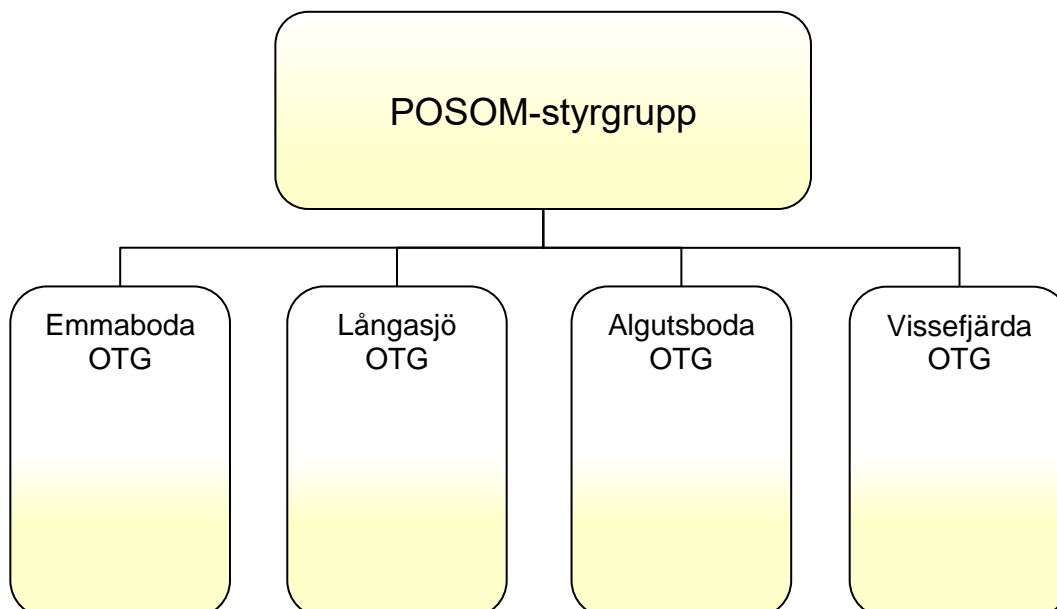 POSOM-styrgrupp
Emmaboda
OTG
Långasjö
OTG
Algutsboda
OTG
Vissefjärda
OTG